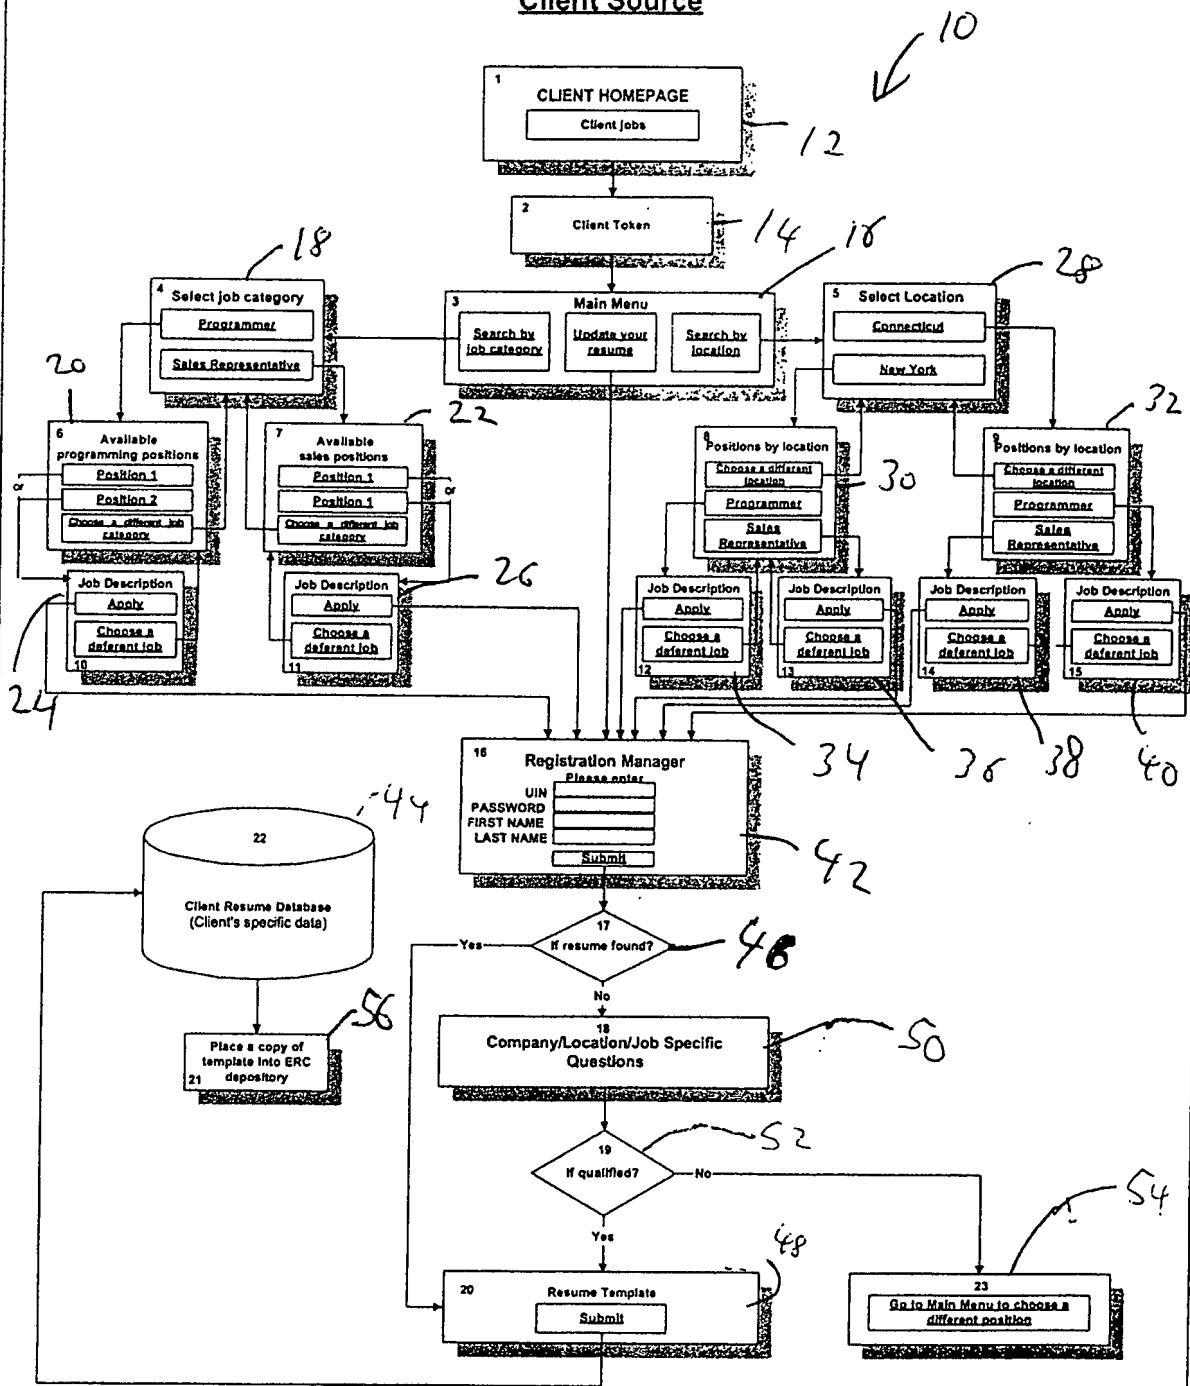 Client Source
10
1
CLIENT HOMEPAGE
Client jobs
12
2
Client Token
14
16
18
28
4
Select job category
Programmer
Sales Representative
3
Main Menu
Search by
job category
Update your
resume
Search by
location
5
Select Location
Connecticut
New York
20
22
32
6
Available
programming positions
Position 1
Position 2
Choose a different job
category
or
7
Available
sales positions
Position 1
Position 1
Choose a different job
category
or
8
Positions by location
Choose a different
location
Programmer
Sales
Representative
30
9
Positions by location
Choose a different
location
Programmer
Sales
Representative
Job Description
Apply
Choose a
deferent job
10
24
Job Description
Apply
Choose a
deferent job
11
26
Job Description
Apply
Choose a
deferent job
12
Job Description
Apply
Choose a
deferent job
13
Job Description
Apply
Choose a
deferent job
14
Job Description
Apply
Choose a
deferent job
15
34
36
38
40
16
Registration Manager
Please enter
UIN
PASSWORD
FIRST NAME
LAST NAME
Submit
42
44
22
Client Resume Database
(Client's specific data)
17
If resume found?
Yes
No
46
56
Place a copy of
template into ERC
depository
21
18
Company/Location/Job Specific
Questions
50
19
If qualified?
52
No
Yes
54
48
20
Resume Template
Submit
23
Go to Main Menu to choose a
different position